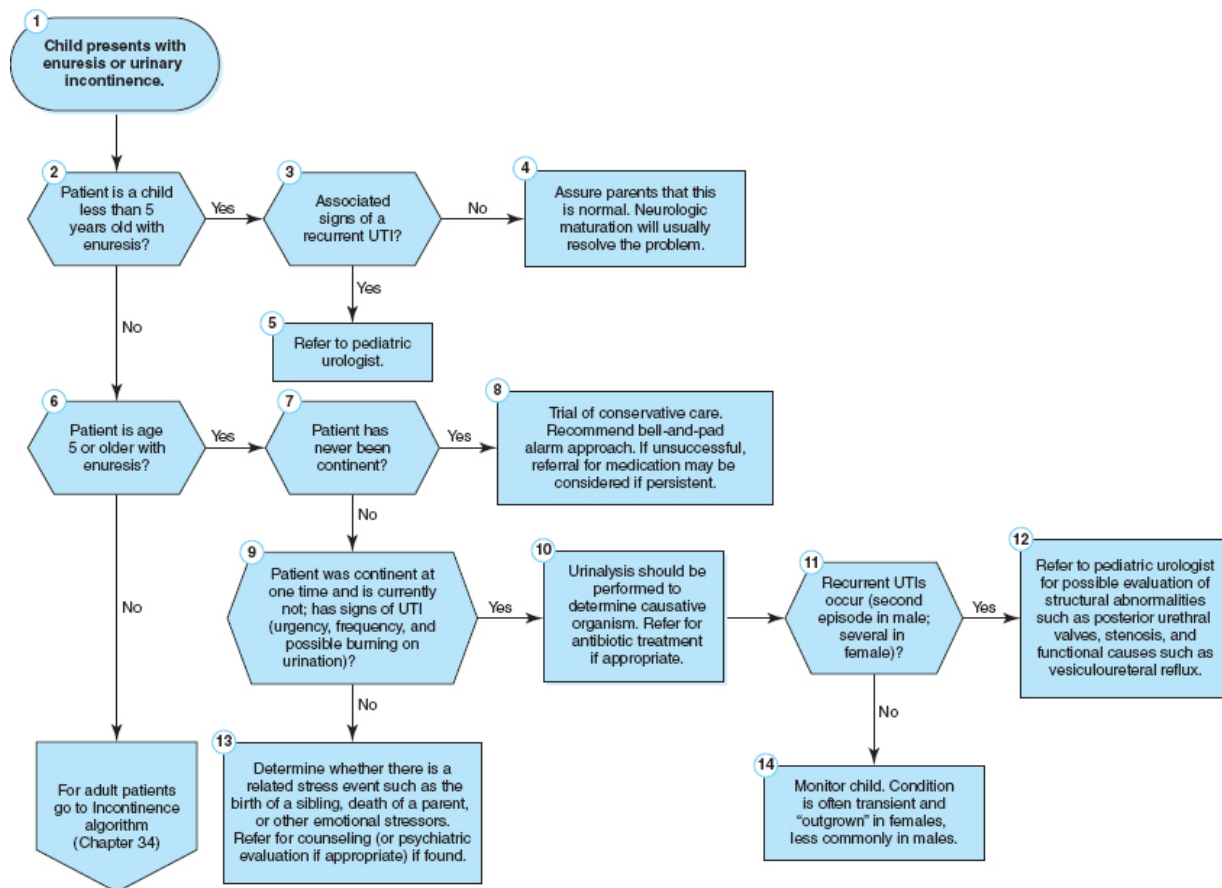 1
Child presents with
enuresis or urinary
incontinence.
2
Patient is a child
less than 5
years old with
enuresis?
Yes
3
Associated
signs of a
recurrent UTI?
No
4
Assure parents that this
is normal. Neurologic
maturation will usually
resolve the problem.
Yes
5
Refer to pediatric
urologist.
No
6
Patient is age
5 or older with
enuresis?
Yes
7
Patient has
never been
continent?
Yes
8
Trial of conservative care.
Recommend bell-and-pad
alarm approach. If unsuccessful,
referral for medication may be
considered if persistent.
No
9
Patient was continent at
one time and is currently
not; has signs of UTI
(urgency, frequency, and
possible burning on
urination)?
Yes
10
Urinalysis should be
performed to
determine causative
organism. Refer for
antibiotic treatment
if appropriate.
11
Recurrent UTIs
occur (second
episode in male;
several in
female)?
Yes
12
Refer to pediatric urologist
for possible evaluation of
structural abnormalities
such as posterior urethral
valves, stenosis, and
functional causes such as
vesiculoureteral reflux.
No
No
13
Determine whether there is a
related stress event such as the
birth of a sibling, death of a parent,
or other emotional stressors.
Refer for counseling (or psychiatric
evaluation if appropriate) if found.
No
14
Monitor child. Condition
is often transient and
“outgrown” in females,
less commonly in males.
For adult patients
go to Incontinence
algorithm
(Chapter 34)